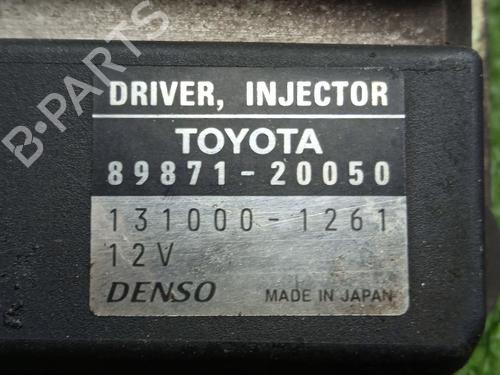 B-PARTS
DRIVER, INJECTOR
TOYOTA
89871-20050
131000-1261
12V
DENSO MADE IN JAPAN